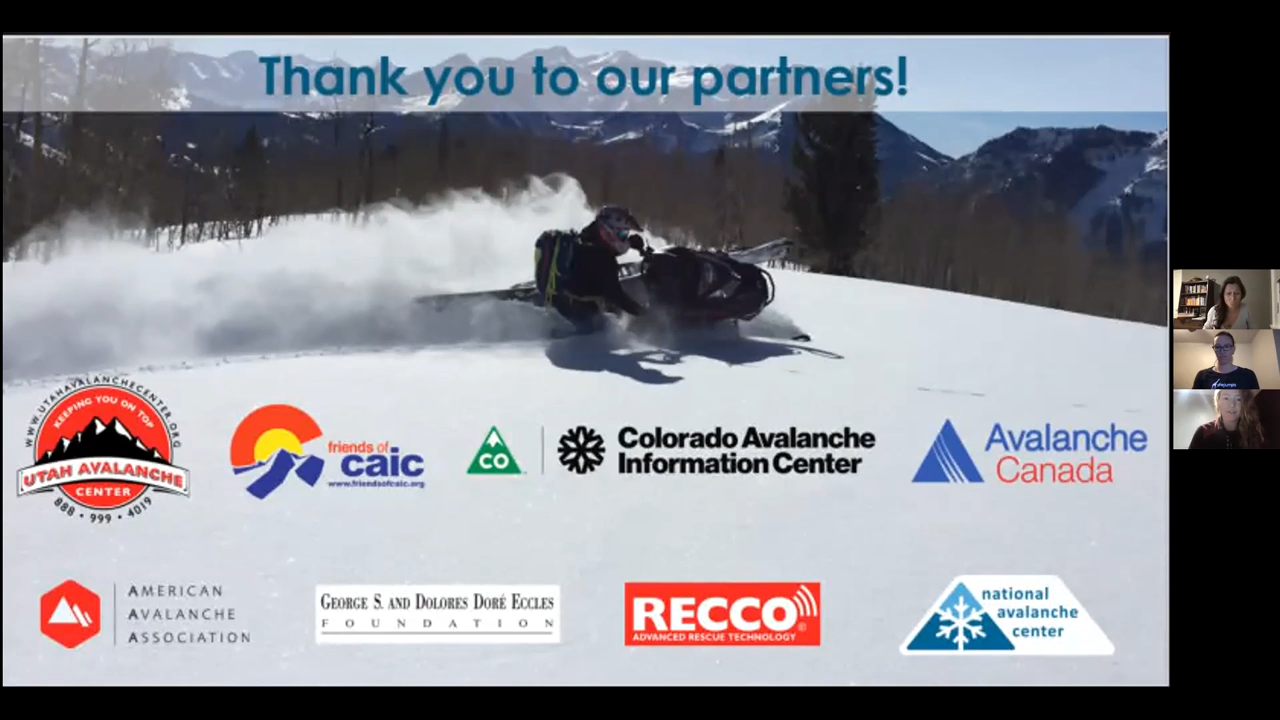 Thank you to our partners!
WWW.UTAHAVALANCHECENTER.ORG
KEEPING YOU ON TOP
UTAH AVALANCHE
CENTER
888 • 999 • 4019
friends of
caic
www.friendsofcaic.org
CO
Colorado Avalanche
Information Center
Avalanche
Canada
AMERICAN
AVALANCHE
ASSOCIATION
GEORGE S. AND DOLORES DORÉ ECCLES
FOUNDATION
RECCO®
ADVANCED RESCUE TECHNOLOGY
national
avalanche
center